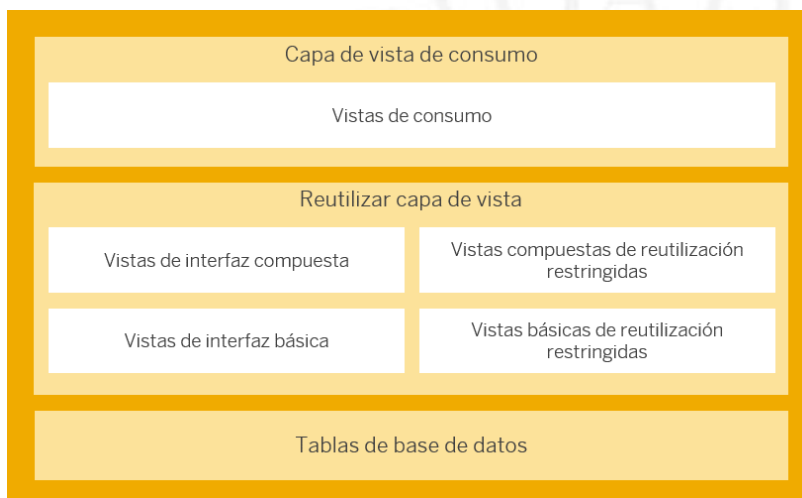 Capa de vista de consumo
Vistas de consumo
Reutilizar capa de vista
Vistas de interfaz compuesta
Vistas compuestas de reutilización
restringidas
Vistas de interfaz básica
Vistas básicas de reutilización
restringidas
Tablas de base de datos